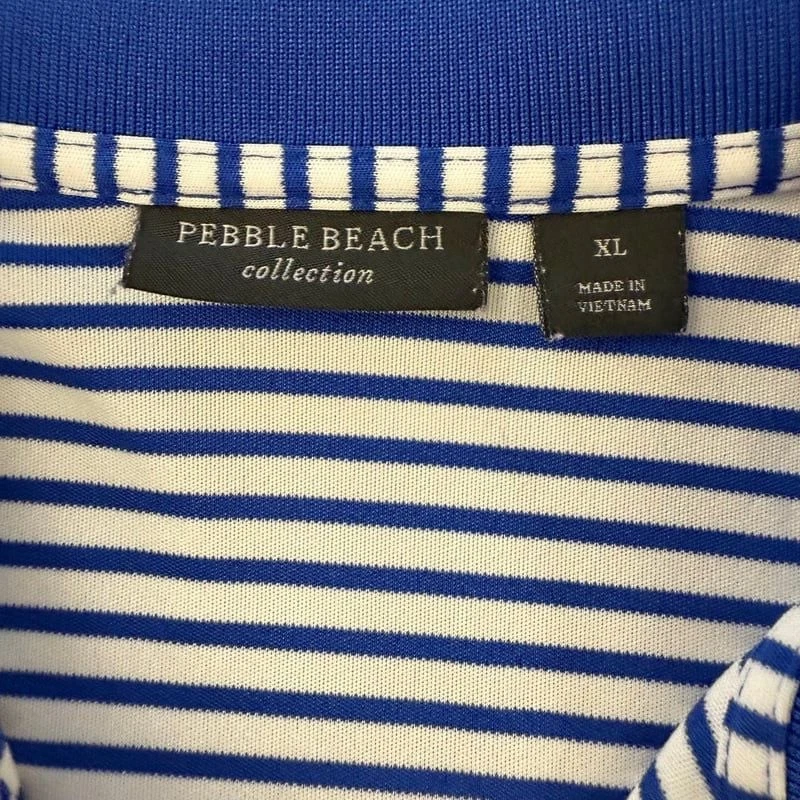 PEBBLE BEACH
collection
XL
MADE IN
VIETNAM